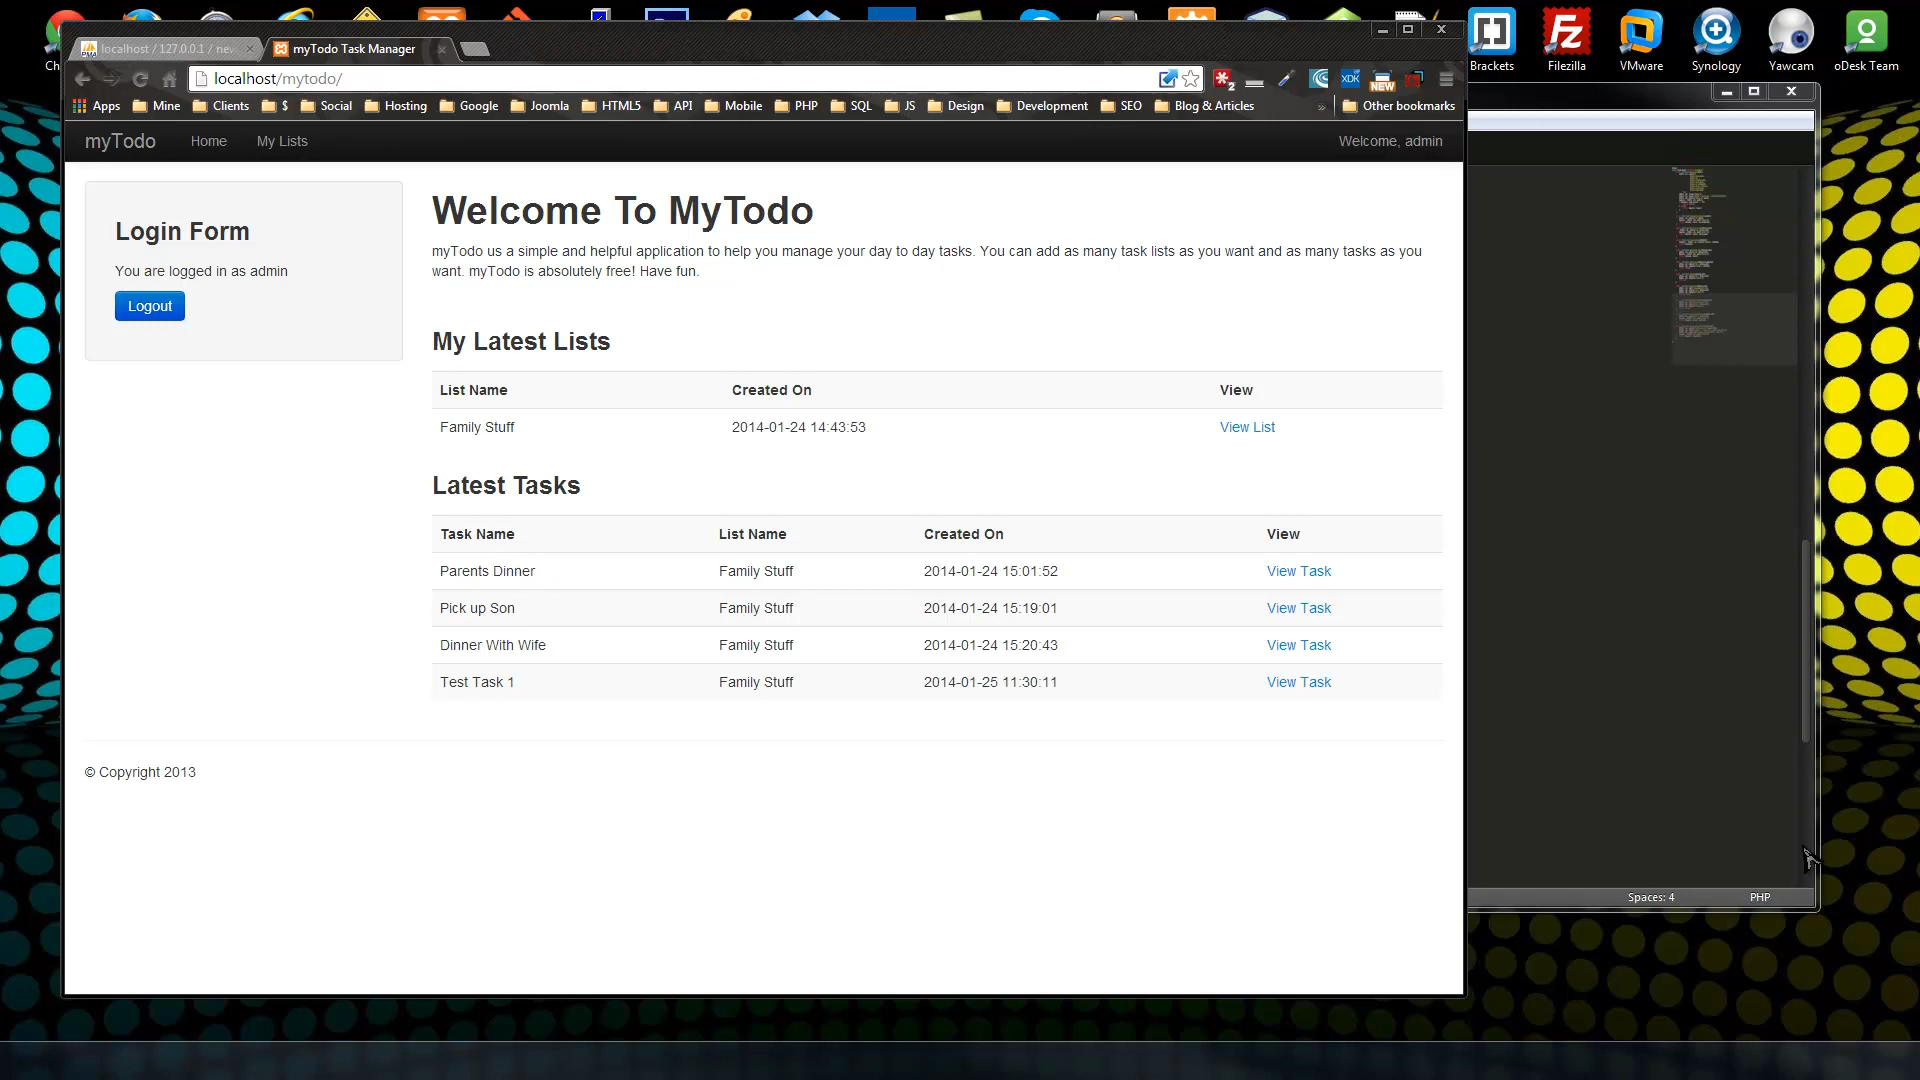 Ch
Brackets
Filezilla
VMware
Synology
Yawcam
oDesk Team
localhost / 127.0.0.1 / new
myTodo Task Manager
localhost/mytodo/
2
XDK
NEW
Apps
Mine
Clients
$
Social
Hosting
Google
Joomla
HTML5
API
Mobile
PHP
SQL
JS
Design
Development
SEO
Blog & Articles
»
Other bookmarks
myTodo
Home
My Lists
Welcome, admin
Login Form
You are logged in as admin
Logout
Welcome To MyTodo
myTodo us a simple and helpful application to help you manage your day to day tasks. You can add as many task lists as you want and as many tasks as you
want. myTodo is absolutely free! Have fun.
My Latest Lists
List Name Created On View
Family Stuff 2014-01-24 14:43:53 View List
Latest Tasks
Task Name List Name Created On View
Parents Dinner Family Stuff 2014-01-24 15:01:52 View Task
Pick up Son Family Stuff 2014-01-24 15:19:01 View Task
Dinner With Wife Family Stuff 2014-01-24 15:20:43 View Task
Test Task 1 Family Stuff 2014-01-25 11:30:11 View Task
© Copyright 2013
Spaces: 4
PHP